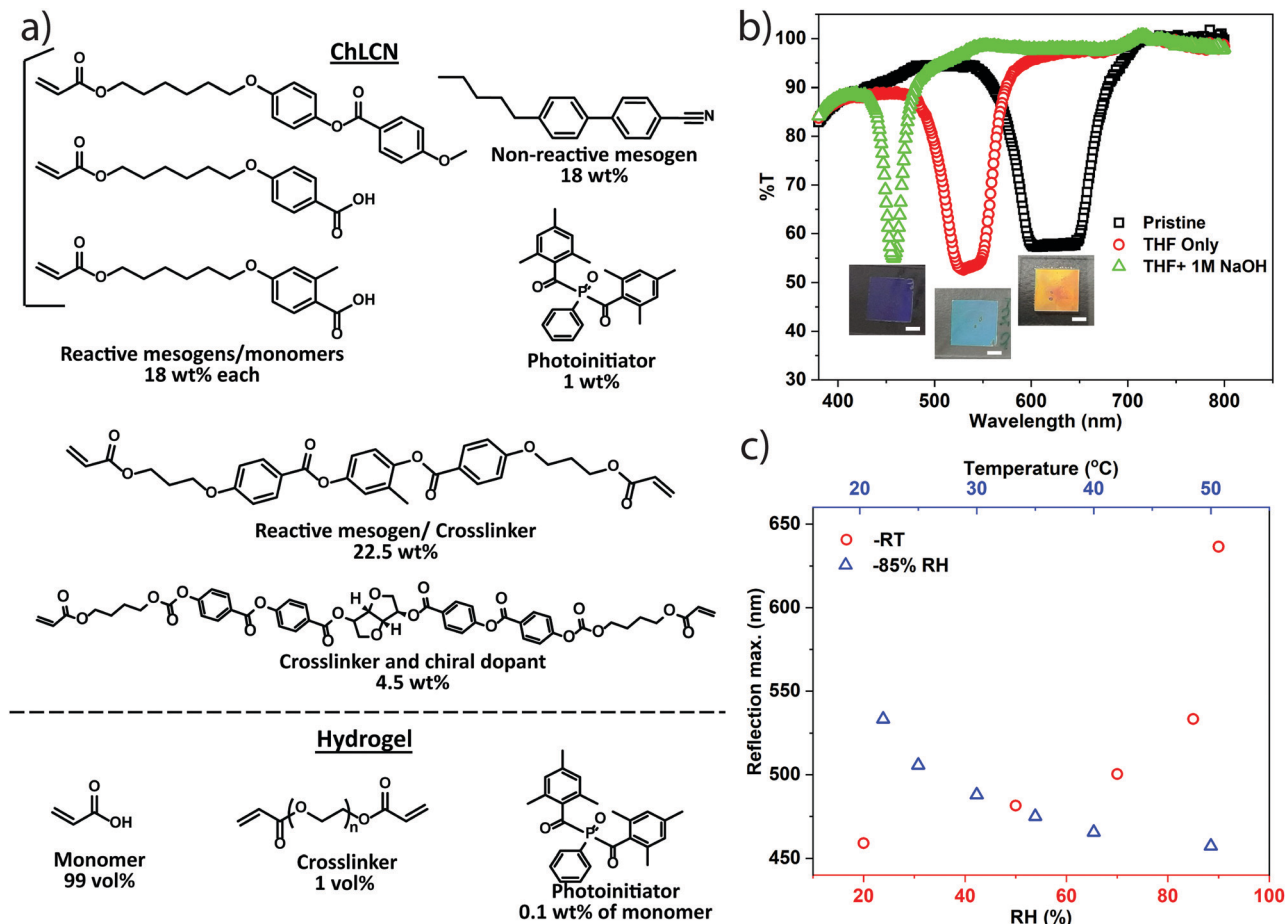 a)
ChLCN
O
O
O
O
O
O
N
Non-reactive mesogen
18 wt%
O
O
O
O
OH
O
O
O
O
OH
Reactive mesogens/monomers
18 wt% each
O
P
O
O
Photoinitiator
1 wt%
O
O
O
O
O
O
O
O
O
O
Reactive mesogen/ Crosslinker
22.5 wt%
O
O
O
O
O
O
O
O
O
O
H
O
O
H
O
O
O
O
O
O
O
O
O
O
Crosslinker and chiral dopant
4.5 wt%
Hydrogel
O
OH
Monomer
99 vol%
O
O
n
O
O
Crosslinker
1 vol%
O
P
O
O
Photoinitiator
0.1 wt% of monomer
b)
%T
100
90
80
70
60
50
40
30
Pristine
THF Only
THF+ 1M NaOH
400 500 600 700 800
Wavelength (nm)
c)
Temperature (°C)
20 30 40 50
Reflection max. (nm)
650
600
550
500
450
-RT
-85% RH
20 40 60 80 100
RH (%)